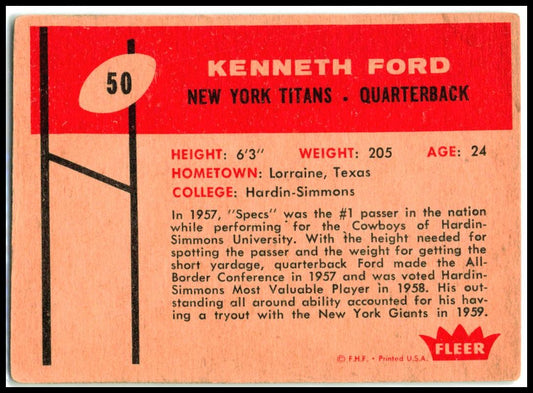 50
KENNETH FORD
NEW YORK TITANS • QUARTERBACK
HEIGHT: 6'3" WEIGHT: 205 AGE: 24
HOMETOWN: Lorraine, Texas
COLLEGE: Hardin-Simmons
In 1957, "Specs" was the #1 passer in the nation
while performing for the Cowboys of Hardin-
Simmons University. With the height needed for
spotting the passer and the weight for getting the
short yardage, quarterback Ford made the All-
Border Conference in 1957 and was voted Hardin-
Simmons Most Valuable Player in 1958. His out-
standing all around ability accounted for his hav-
ing a tryout with the New York Giants in 1959.
FLEER
© F.H.F. • Printed U.S.A.